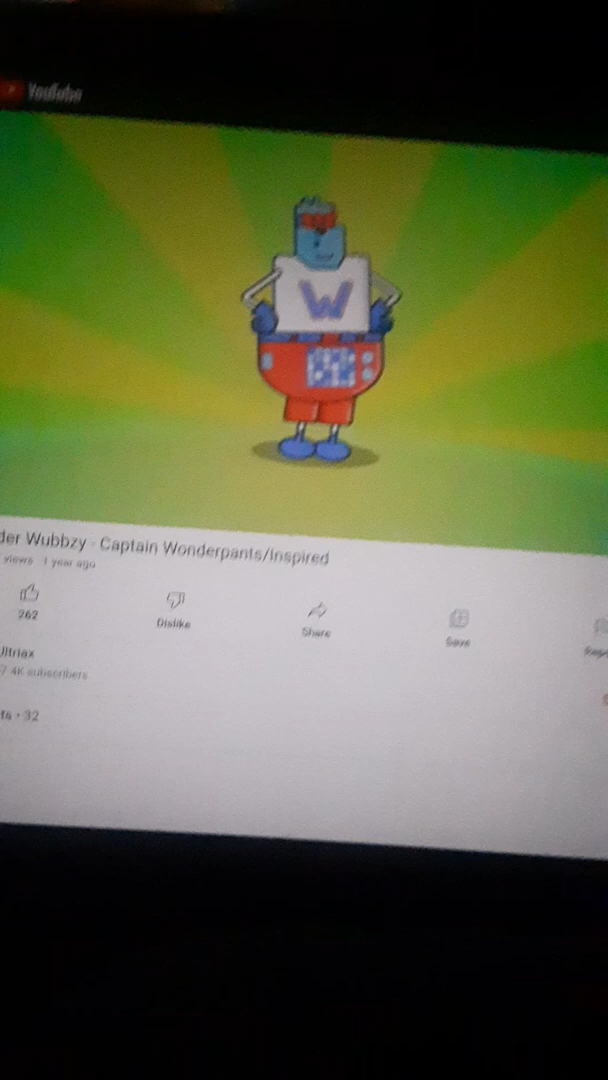 YouTube
W
der Wubbzy - Captain Wonderpants/Inspired
views 1 year ago
262
Dislike
Share
Save
Ultriax
7.4K subscribers
ts • 32